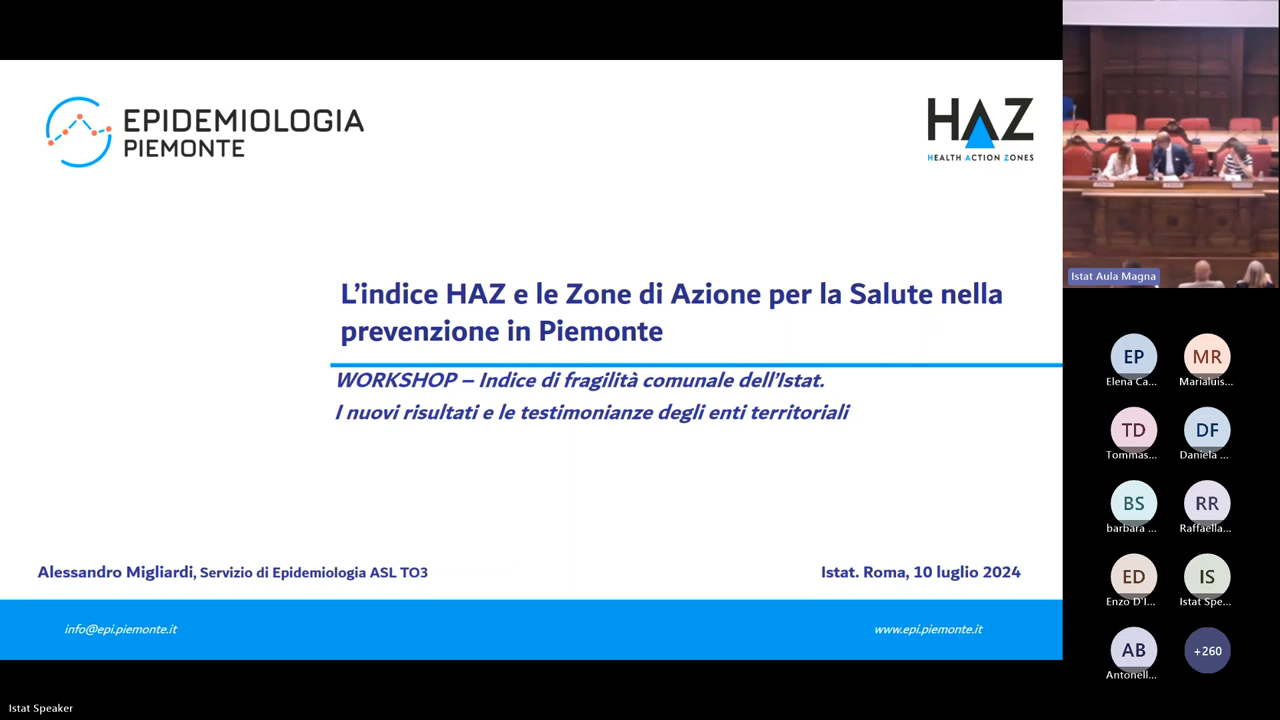 EPIDEMIOLOGIA
PIEMONTE
HAZ
HEALTH ACTION ZONES
L'indice HAZ e le Zone di Azione per la Salute nella
prevenzione in Piemonte
WORKSHOP – Indice di fragilità comunale dell'Istat.
I nuovi risultati e le testimonianze degli enti territoriali
Alessandro Migliardi, Servizio di Epidemiologia ASL TO3
Istat. Roma, 10 luglio 2024
info@epi.piemonte.it
www.epi.piemonte.it
Istat Speaker
Istat Aula Magna
EP
MR
Elena Ca...
Marialuis...
TD
DF
Tommas...
Daniela ...
BS
RR
barbara ...
Raffaella...
ED
IS
Enzo D'I...
Istat Spe...
AB
+260
Antonell...